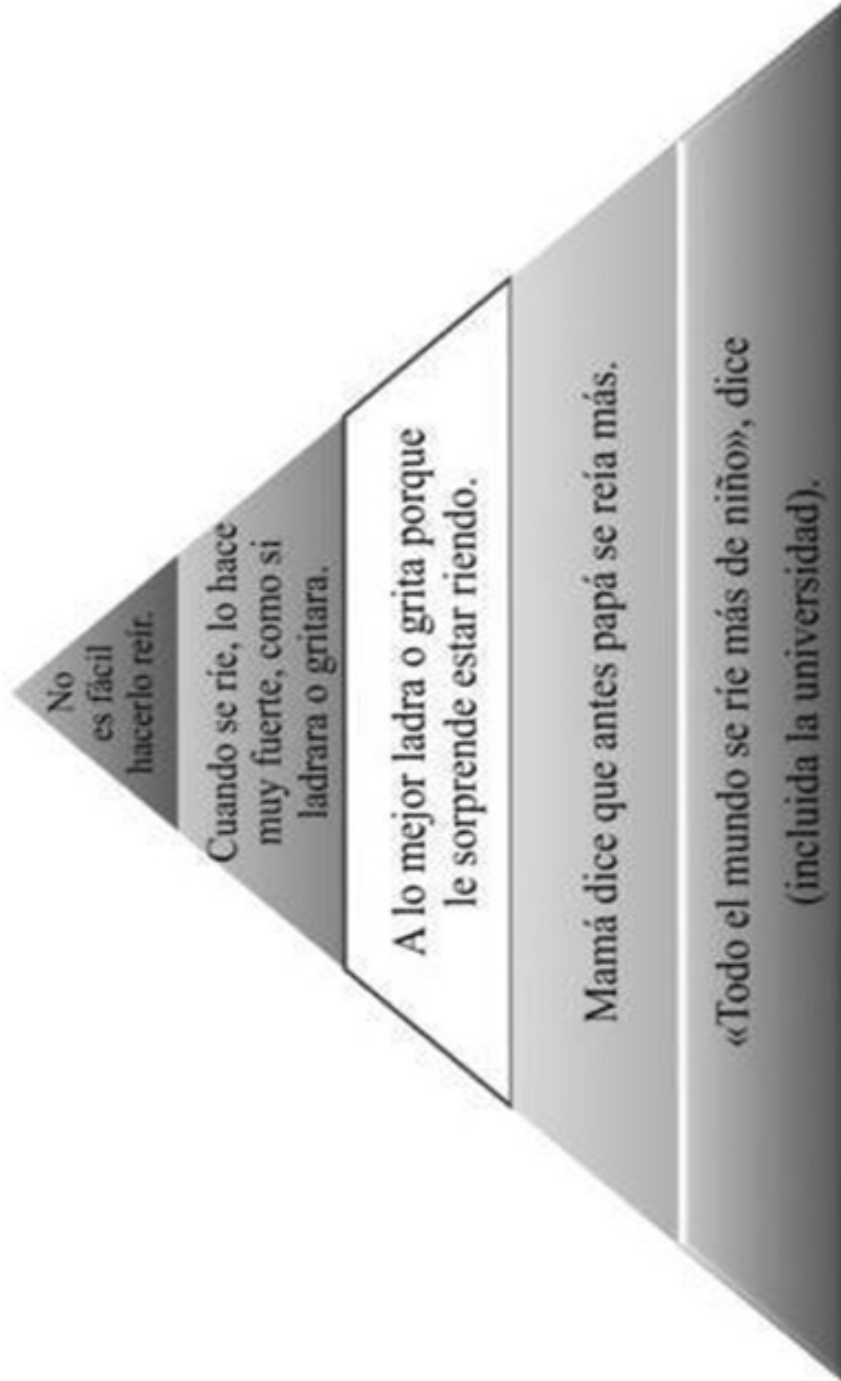 No
es fácil
hacerlo reír.
Cuando se ríe, lo hace
muy fuerte, como si
ladrara o gritara.
A lo mejor ladra o grita porque
le sorprende estar riendo.
Mamá dice que antes papá se reía más.
«Todo el mundo se ríe más de niño», dice
(incluida la universidad).